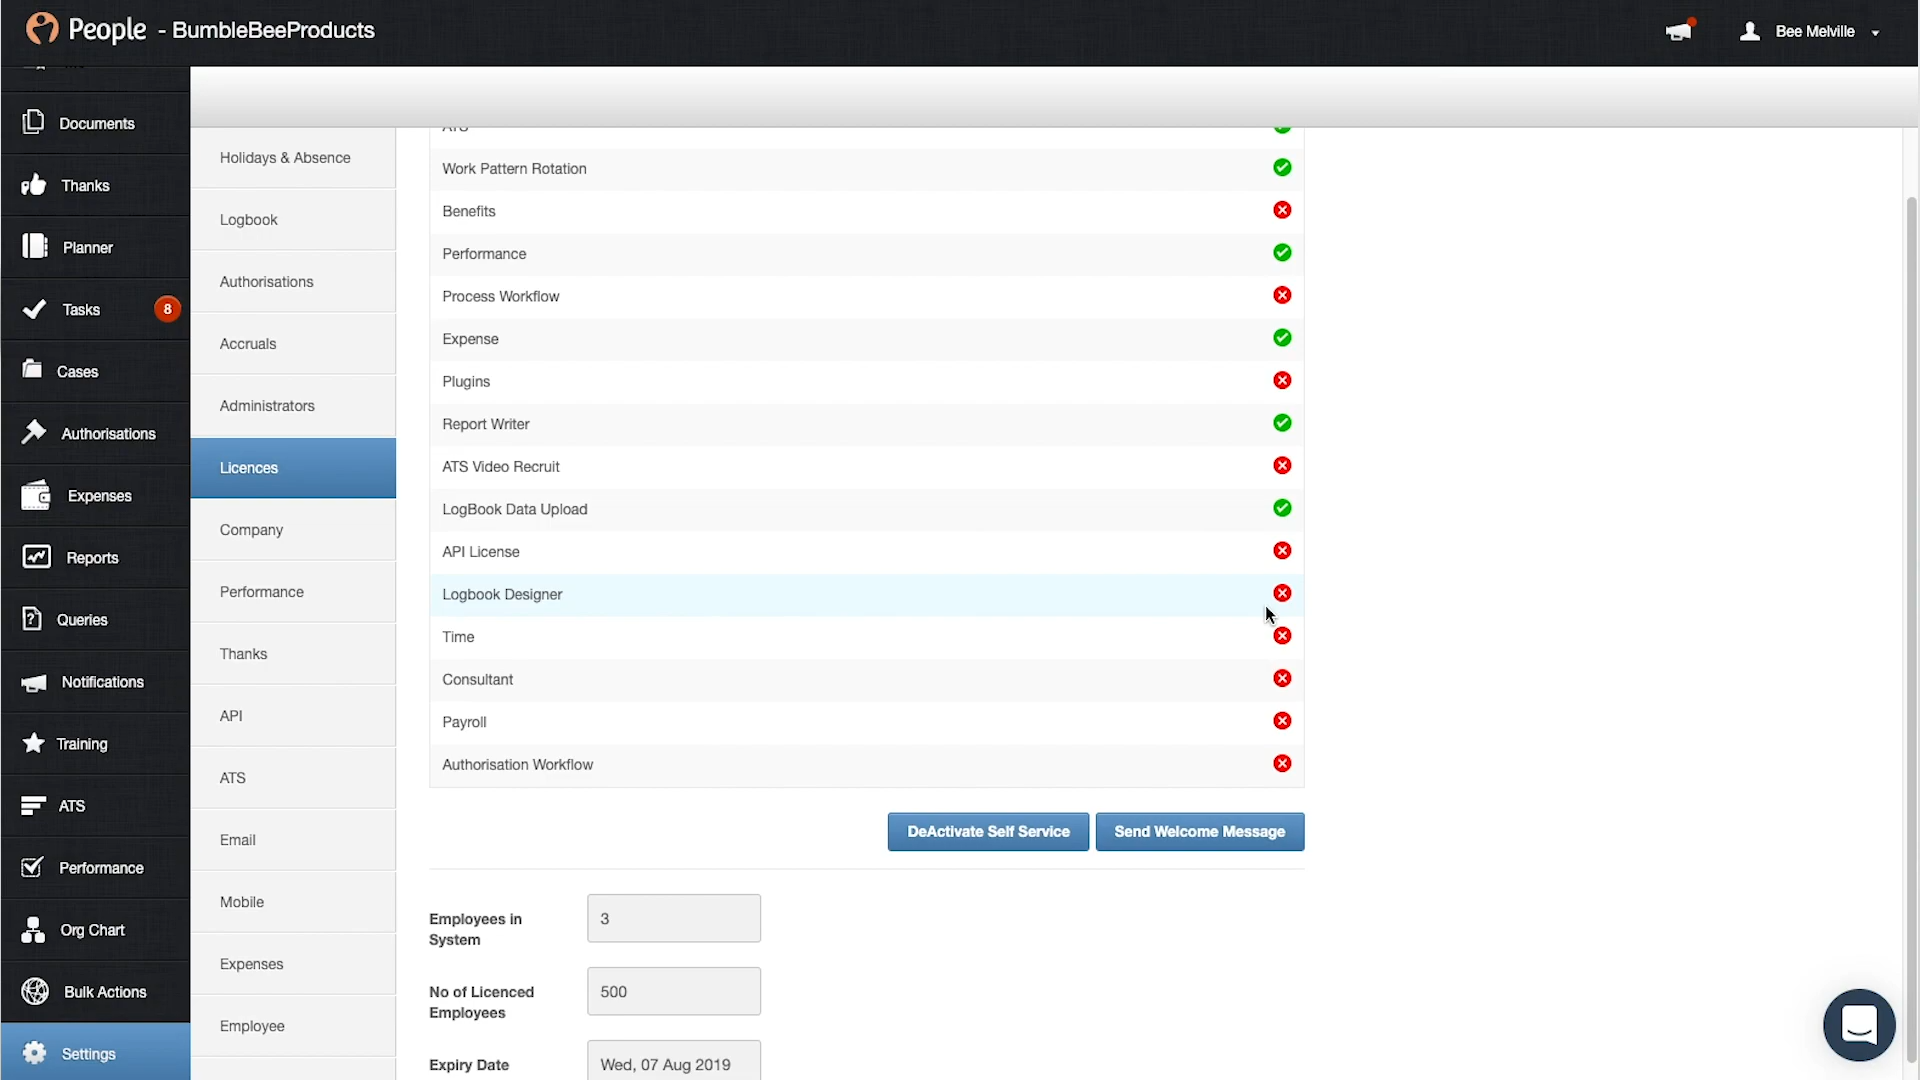 People - BumbleBeeProducts
Bee Melville
Documents
Thanks
Planner
Tasks
8
Cases
Authorisations
Expenses
Reports
Queries
Notifications
Training
ATS
Performance
Org Chart
Bulk Actions
Settings
Holidays & Absence
Logbook
Authorisations
Accruals
Administrators
Licences
Company
Performance
Thanks
API
ATS
Email
Mobile
Expenses
Employee
ATS
Work Pattern Rotation
Benefits
Performance
Process Workflow
Expense
Plugins
Report Writer
ATS Video Recruit
LogBook Data Upload
API License
Logbook Designer
Time
Consultant
Payroll
Authorisation Workflow
DeActivate Self Service
Send Welcome Message
Employees in
System
3
No of Licenced
Employees
500
Expiry Date
Wed, 07 Aug 2019